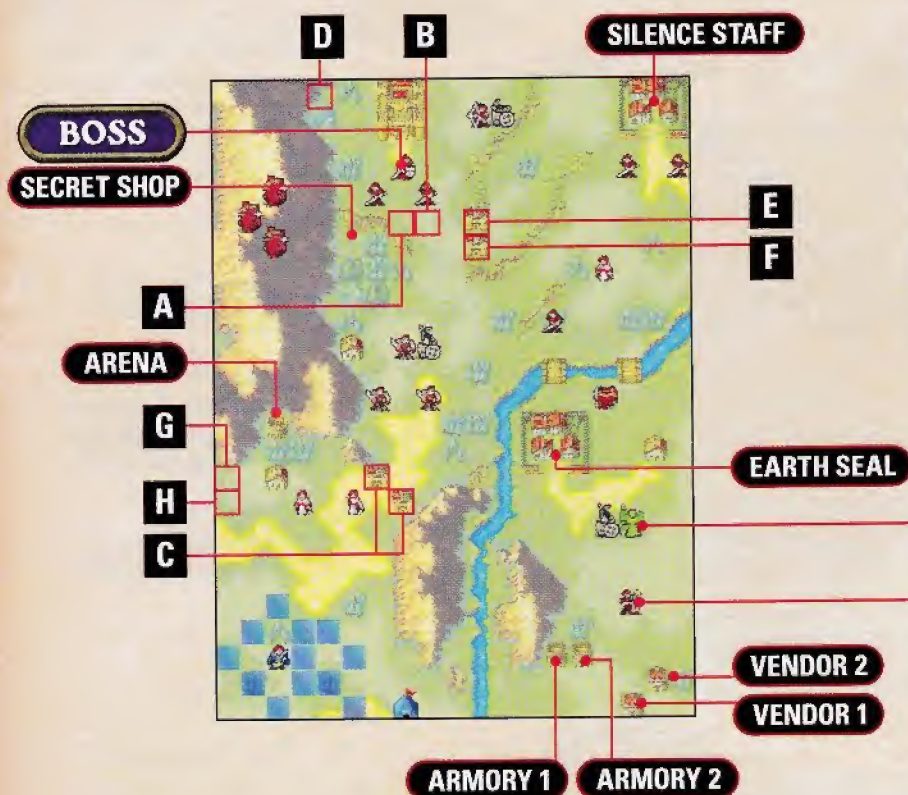 D
B
SILENCE STAFF
BOSS
SECRET SHOP
E
F
A
ARENA
G
EARTH SEAL
H
C
VENDOR 2
VENDOR 1
ARMORY 1
ARMORY 2